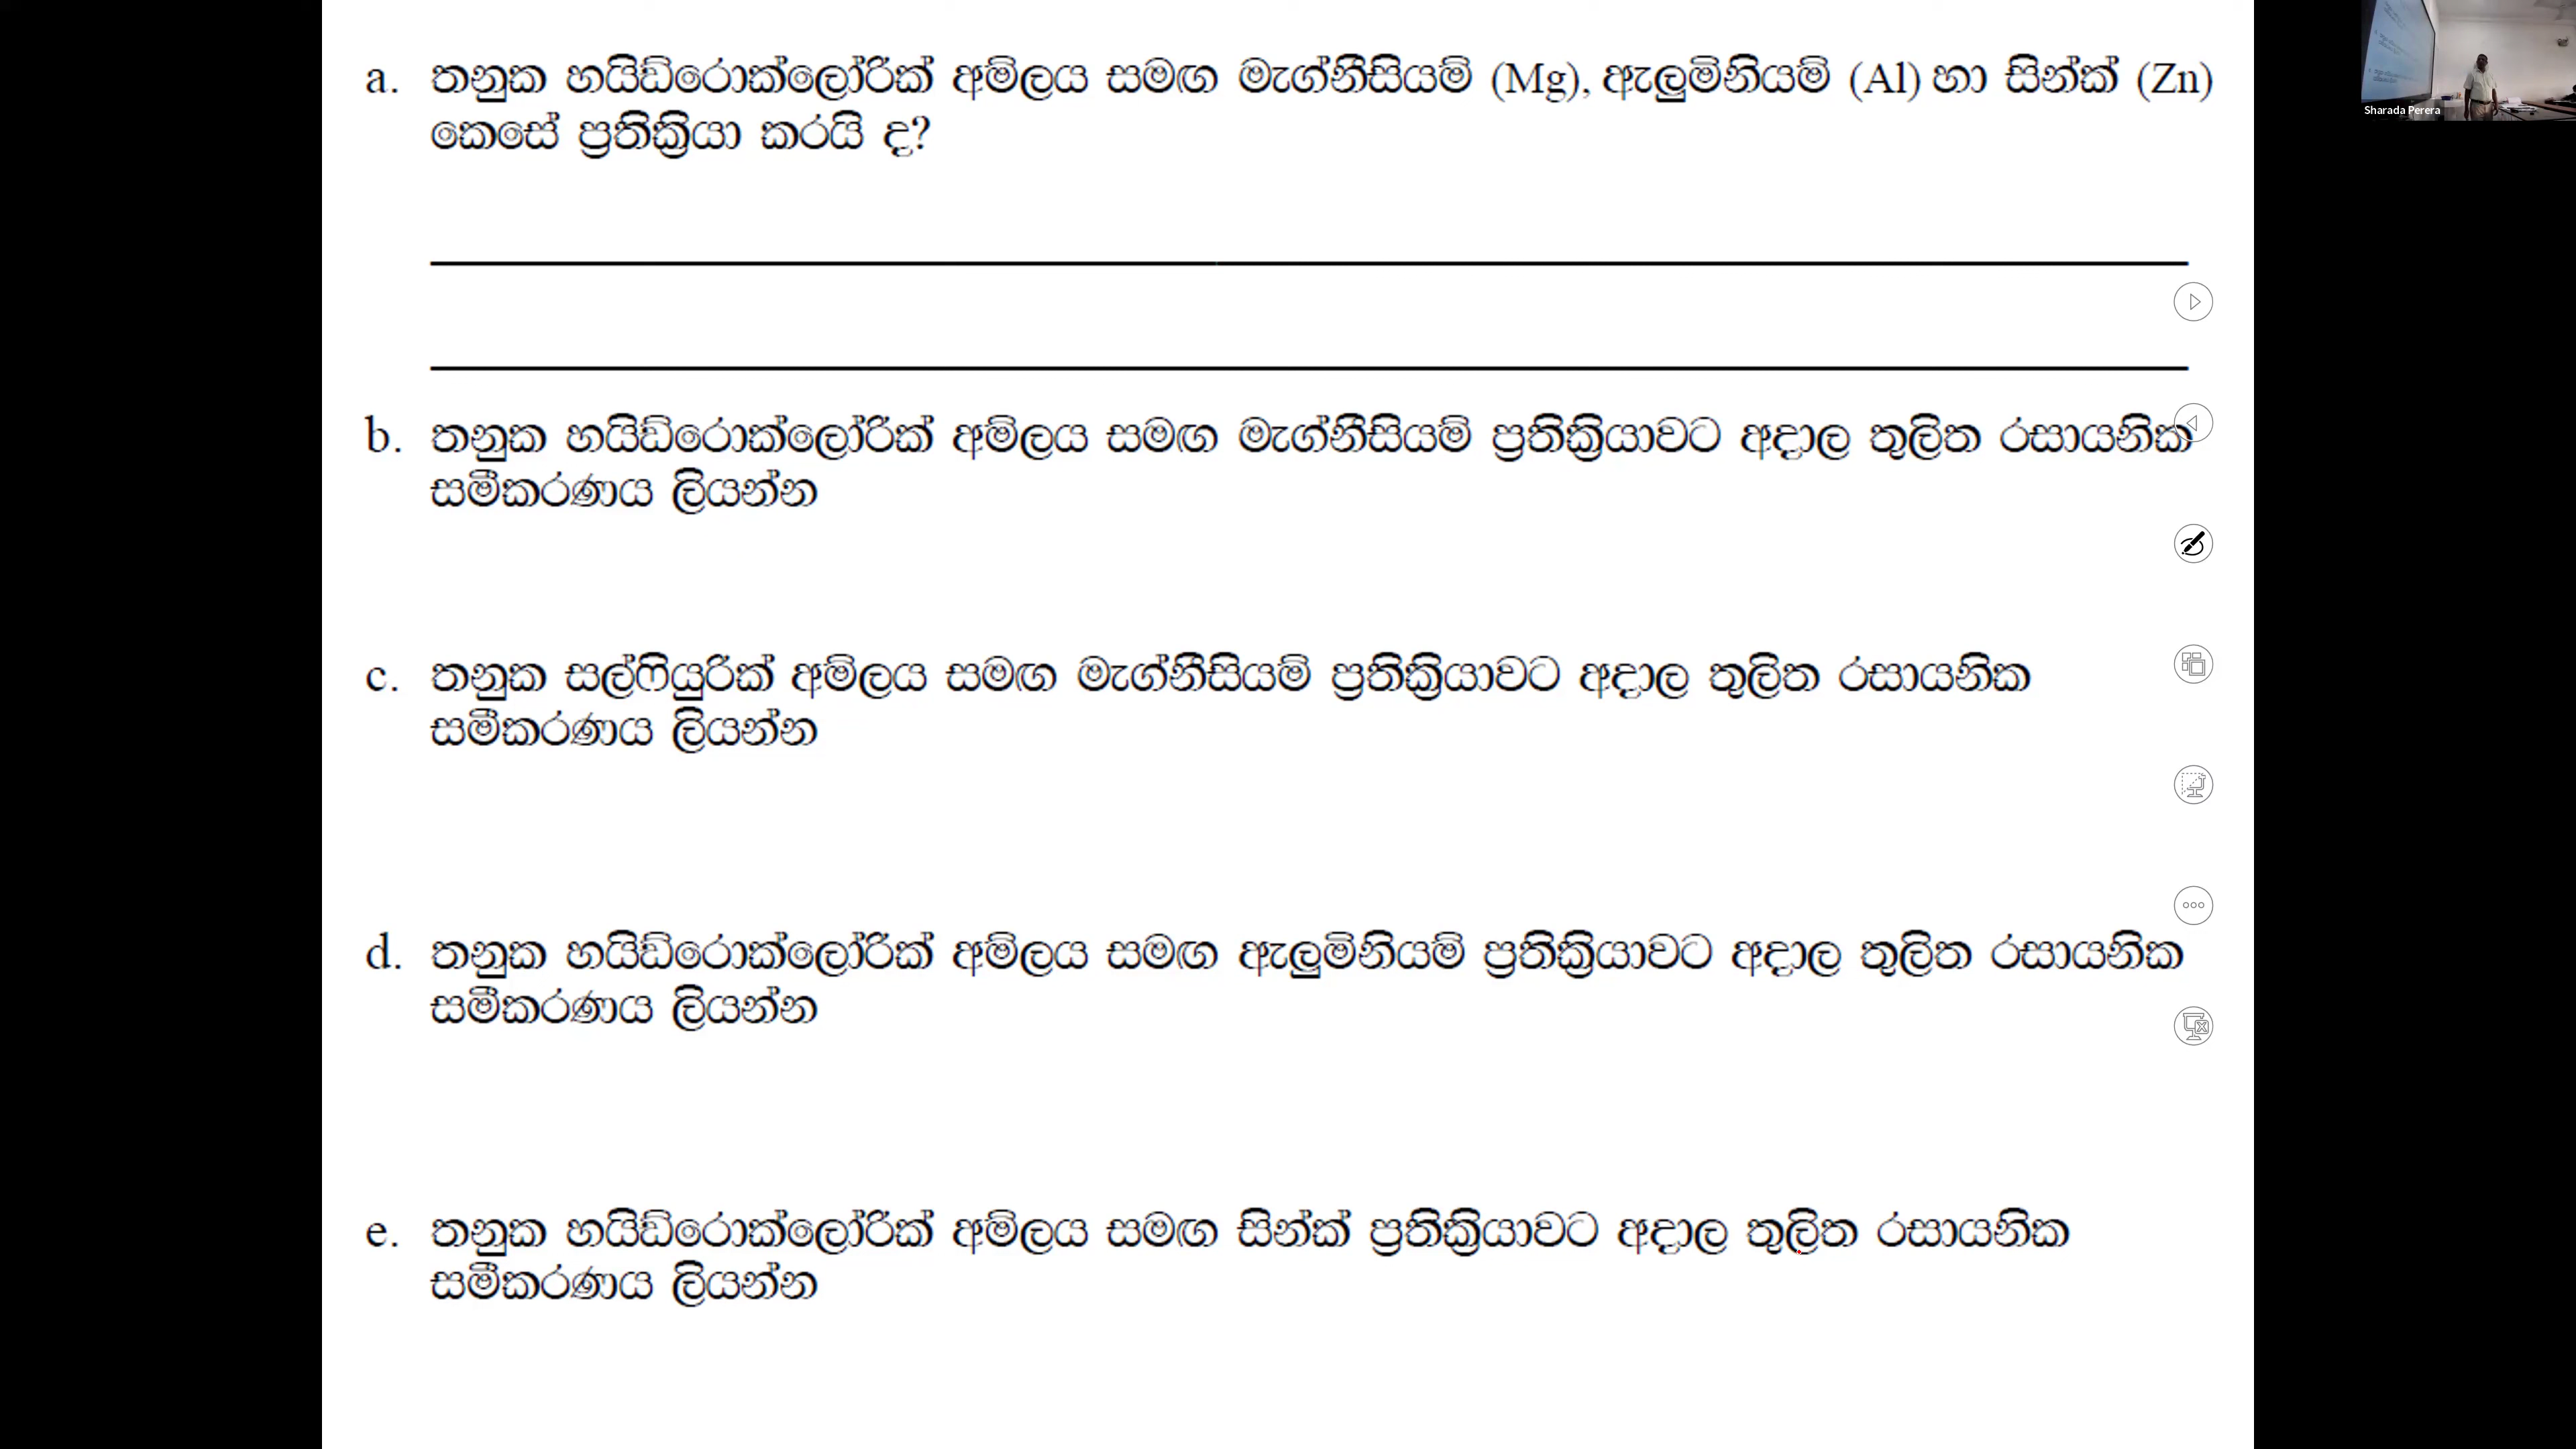 a. තනුක හයිඩ්රොක්ලෝරික් අම්ලය සමඟ මැග්නීසියම් (Mg), ඇලුමිනියම් (Al) හා සින්ක් (Zn)
කෙසේ ප්‍රතික්‍රියා කරයි ද?
b. තනුක හයිඩ්රොක්ලෝරික් අම්ලය සමඟ මැග්නීසියම් ප්‍රතික්‍රියාවට අදාල තුලිත රසායනික
සමීකරණය ලියන්න
c. තනුක සල්ෆියුරික් අම්ලය සමඟ මැග්නීසියම් ප්‍රතික්‍රියාවට අදාල තුලිත රසායනික
සමීකරණය ලියන්න
d. තනුක හයිඩ්රොක්ලෝරික් අම්ලය සමඟ ඇලුමිනියම් ප්‍රතික්‍රියාවට අදාල තුලිත රසායනික
සමීකරණය ලියන්න
e. තනුක හයිඩ්රොක්ලෝරික් අම්ලය සමඟ සින්ක් ප්‍රතික්‍රියාවට අදාල තුලිත රසායනික
සමීකරණය ලියන්න
Sharada Perera